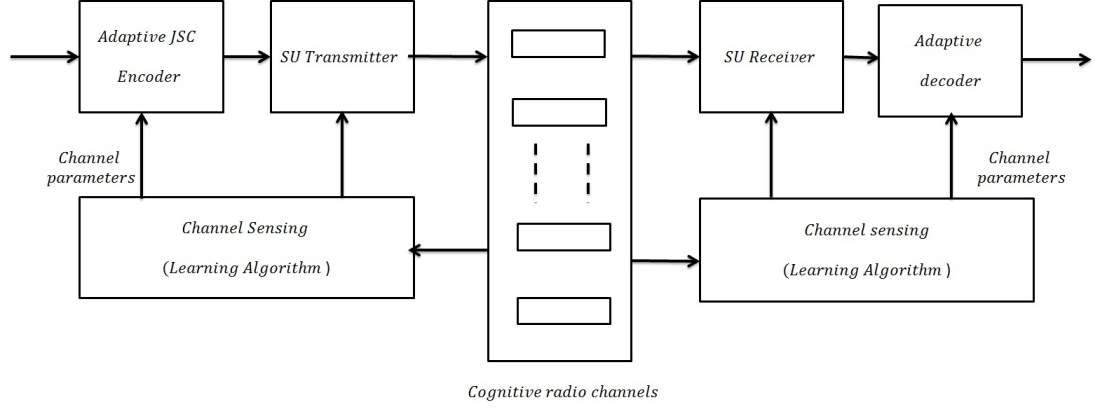 Adaptive JSC
Encoder
SU Transmitter
SU Receiver
Adaptive
decoder
Channel
parameters
Channel
parameters
Channel Sensing
(Learning Algorithm )
Channel sensing
(Learning Algorithm )
Cognitive radio channels